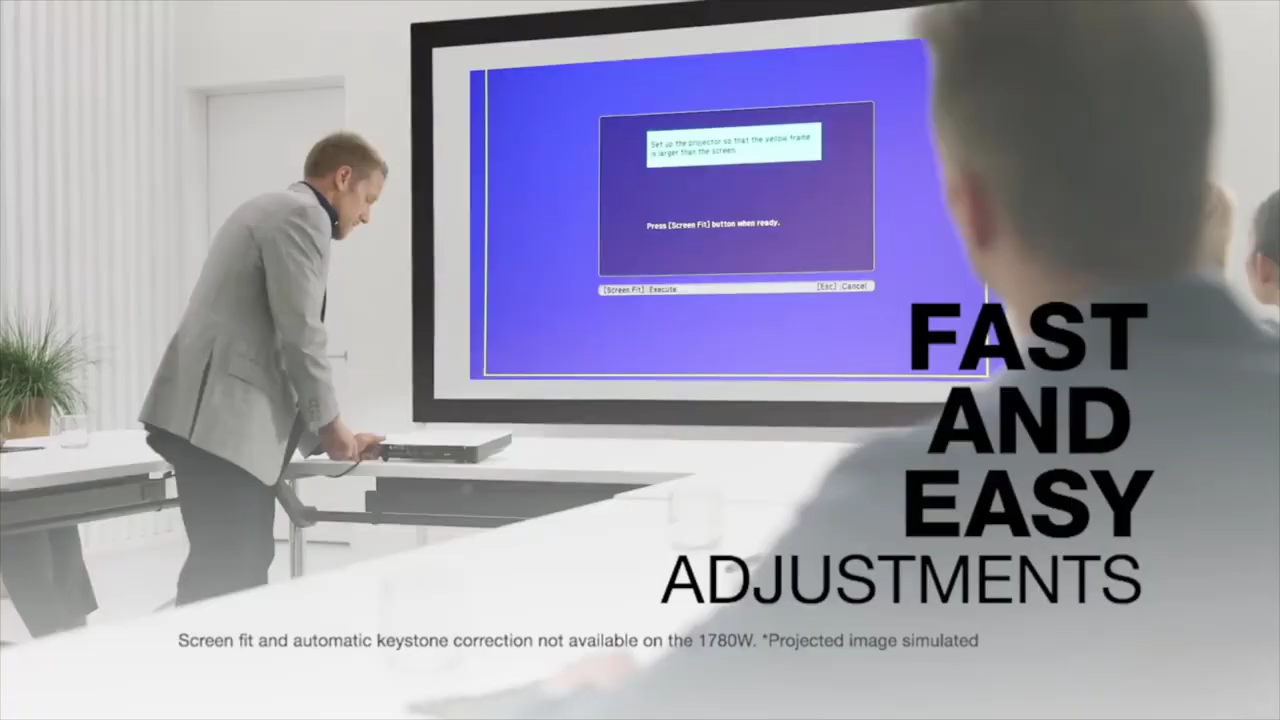 Set up the projector so that the yellow frame
is larger than the screen.
Press [Screen Fit] button when ready.
[Screen Fit] :Execute [Esc] :Cancel
FAST
AND
EASY
ADJUSTMENTS
Screen fit and automatic keystone correction not available on the 1780W. *Projected image simulated